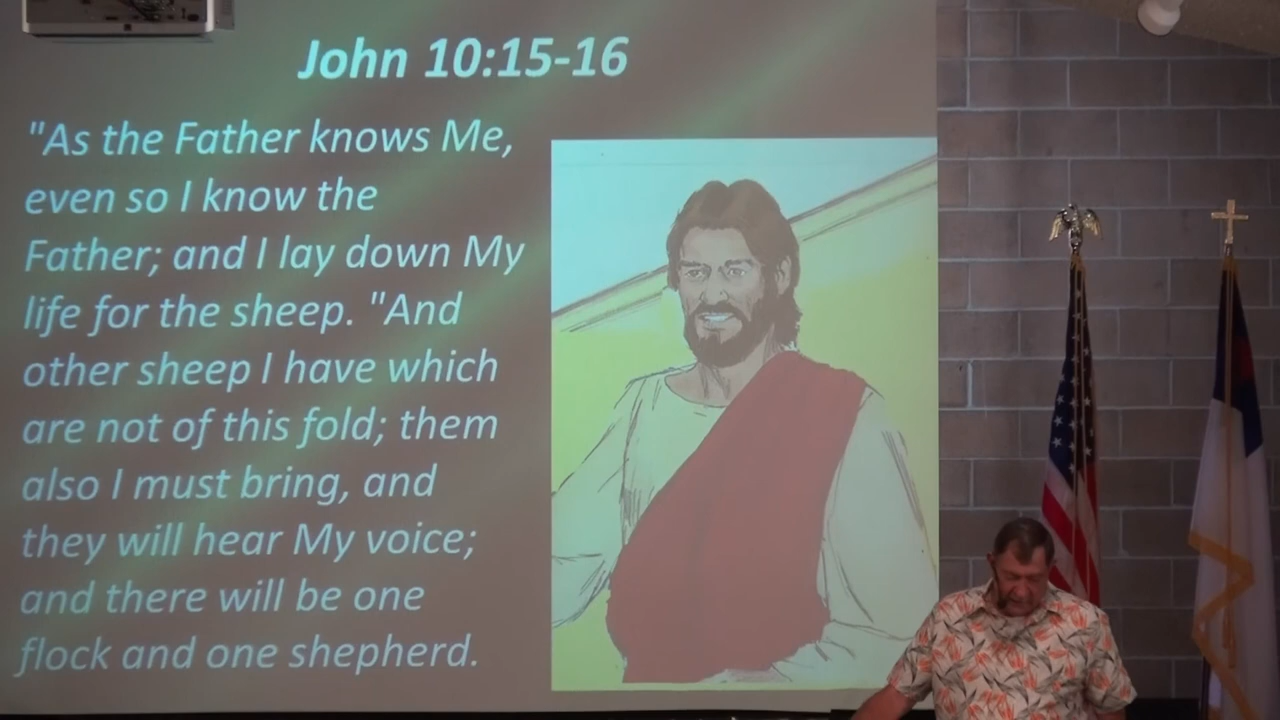 John 10:15-16
"As the Father knows Me,
even so I know the
Father; and I lay down My
life for the sheep. "And
other sheep I have which
are not of this fold; them
also I must bring, and
they will hear My voice;
and there will be one
flock and one shepherd.